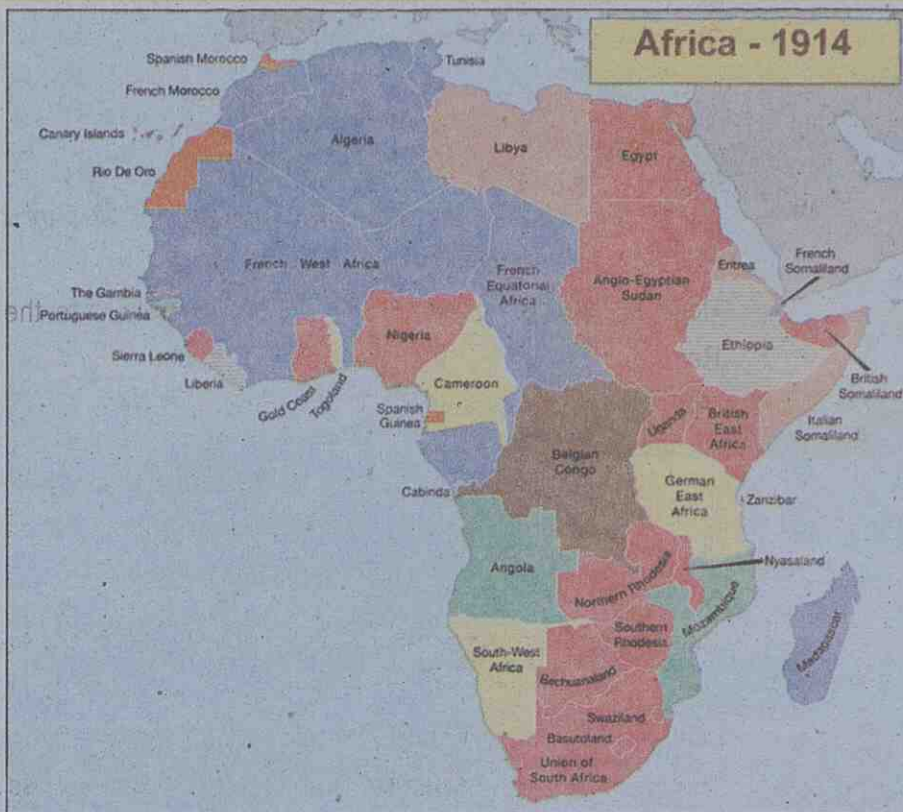 Africa - 1914
Spanish Morocco
Tunisia
French Morocco
Canary Islands
Algeria
Libya
Egypt
Rio De Oro
French West Africa
French
Equatorial
Africa
Anglo-Egyptian
Sudan
Eritrea
French
Somaliland
The Gambia
Portuguese Guinea
Nigeria
Ethiopia
Sierra Leone
Liberia
Gold Coast
Togoland
Cameroon
British
Somaliland
Spanish
Guinea
Uganda
British
East
Africa
Italian
Somaliland
Belgian
Congo
Cabinda
German
East
Africa
Zanzibar
Angola
Nyasaland
Northern Rhodesia
Mozambique
Madagascar
South-West
Africa
Southern
Rhodesia
Bechuanaland
Swaziland
Basutoland
Union of
South Africa